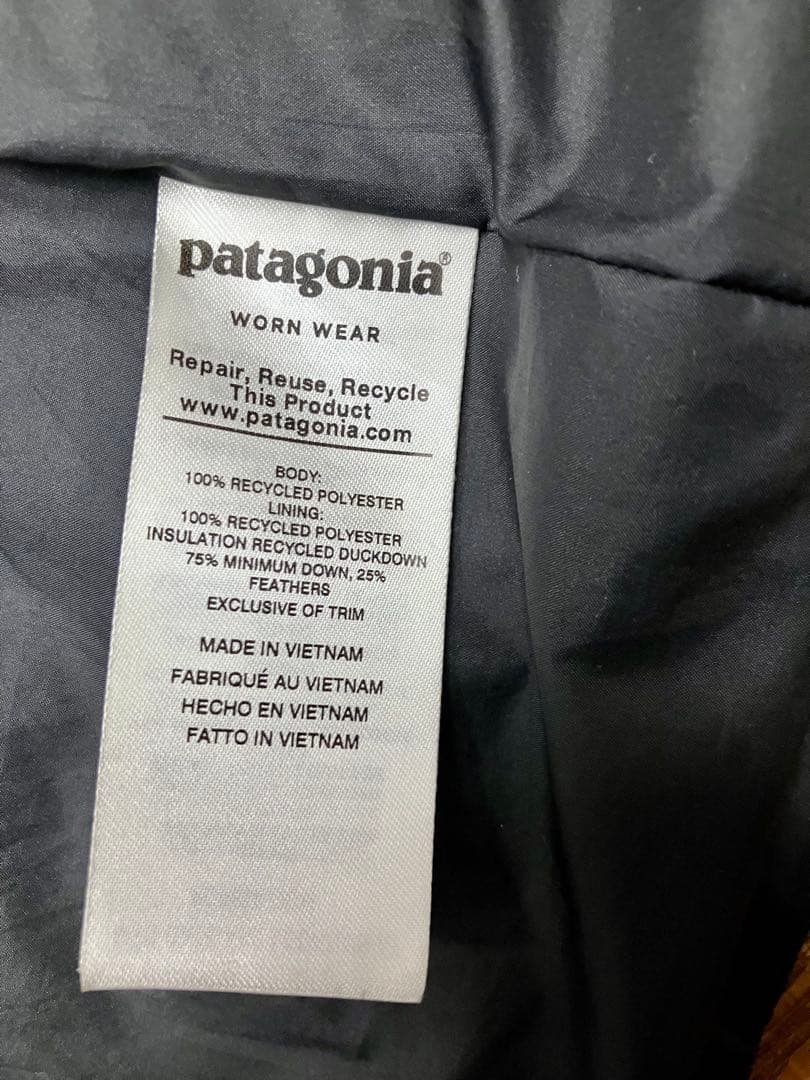 patagonia®
WORN WEAR
Repair, Reuse, Recycle
This Product
www.patagonia.com
BODY:
100% RECYCLED POLYESTER
LINING:
100% RECYCLED POLYESTER
INSULATION RECYCLED DUCKDOWN
75% MINIMUM DOWN, 25%
FEATHERS
EXCLUSIVE OF TRIM
MADE IN VIETNAM
FABRIQUÉ AU VIETNAM
HECHO EN VIETNAM
FATTO IN VIETNAM